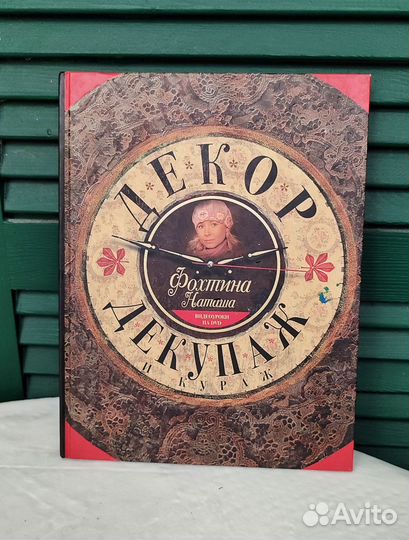 ДЕКОР
Фохтина
Наташа
ВИДЕОУРОКИ
НА DVD
ДЕКУПАЖ
И КУРАЖ
Avito